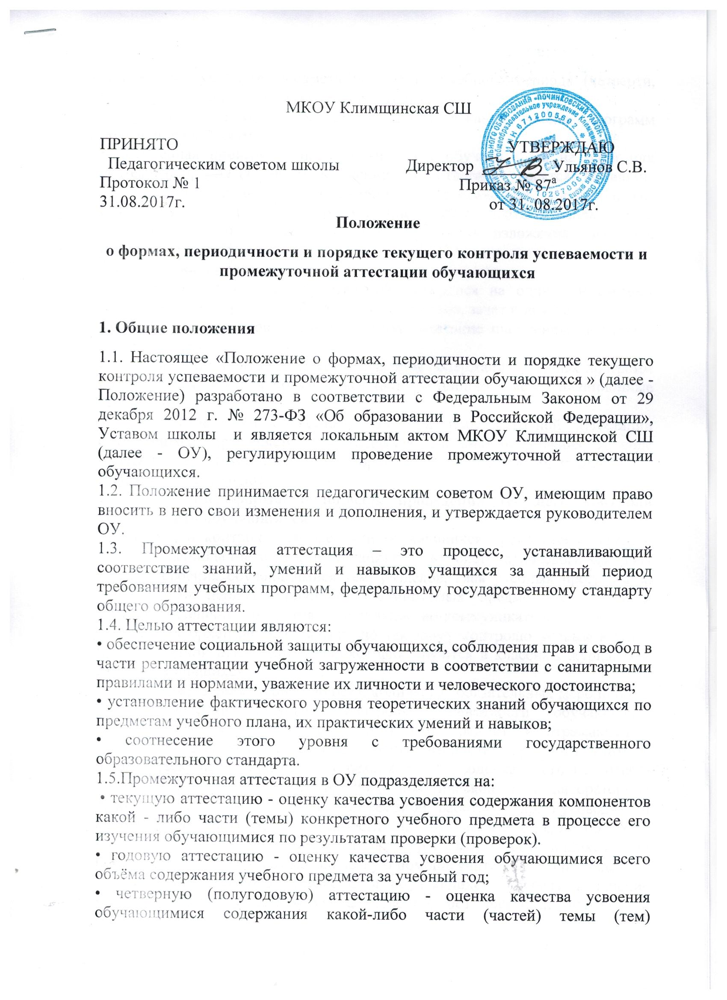 МКОУ Климщинская СШ
ПРИНЯТО
УТВЕРЖДАЮ
Педагогическим советом школы
Директор Ульянов С.В.
Протокол № 1
Приказ № 87а
31.08.2017г.
от 31. 08.2017г.
Положение
о формах, периодичности и порядке текущего контроля успеваемости и
промежуточной аттестации обучающихся
1. Общие положения
1.1. Настоящее «Положение о формах, периодичности и порядке текущего
контроля успеваемости и промежуточной аттестации обучающихся » (далее -
Положение) разработано в соответствии с Федеральным Законом от 29
декабря 2012 г. № 273-ФЗ «Об образовании в Российской Федерации»,
Уставом школы и является локальным актом МКОУ Климщинской СШ
(далее - ОУ), регулирующим проведение промежуточной аттестации
обучающихся.
1.2. Положение принимается педагогическим советом ОУ, имеющим право
вносить в него свои изменения и дополнения, и утверждается руководителем
ОУ.
1.3. Промежуточная аттестация – это процесс, устанавливающий
соответствие знаний, умений и навыков учащихся за данный период
требованиям учебных программ, федеральному государственному стандарту
общего образования.
1.4. Целью аттестации являются:
• обеспечение социальной защиты обучающихся, соблюдения прав и свобод в
части регламентации учебной загруженности в соответствии с санитарными
правилами и нормами, уважение их личности и человеческого достоинства;
• установление фактического уровня теоретических знаний обучающихся по
предметам учебного плана, их практических умений и навыков;
• соотнесение этого уровня с требованиями государственного
образовательного стандарта.
1.5.Промежуточная аттестация в ОУ подразделяется на:
• текущую аттестацию - оценку качества усвоения содержания компонентов
какой - либо части (темы) конкретного учебного предмета в процессе его
изучения обучающимися по результатам проверки (проверок).
• годовую аттестацию - оценку качества усвоения обучающимися всего
объёма содержания учебного предмета за учебный год;
• четверную (полугодовую) аттестацию - оценка качества усвоения
обучающимися содержания какой-либо части (частей) темы (тем)